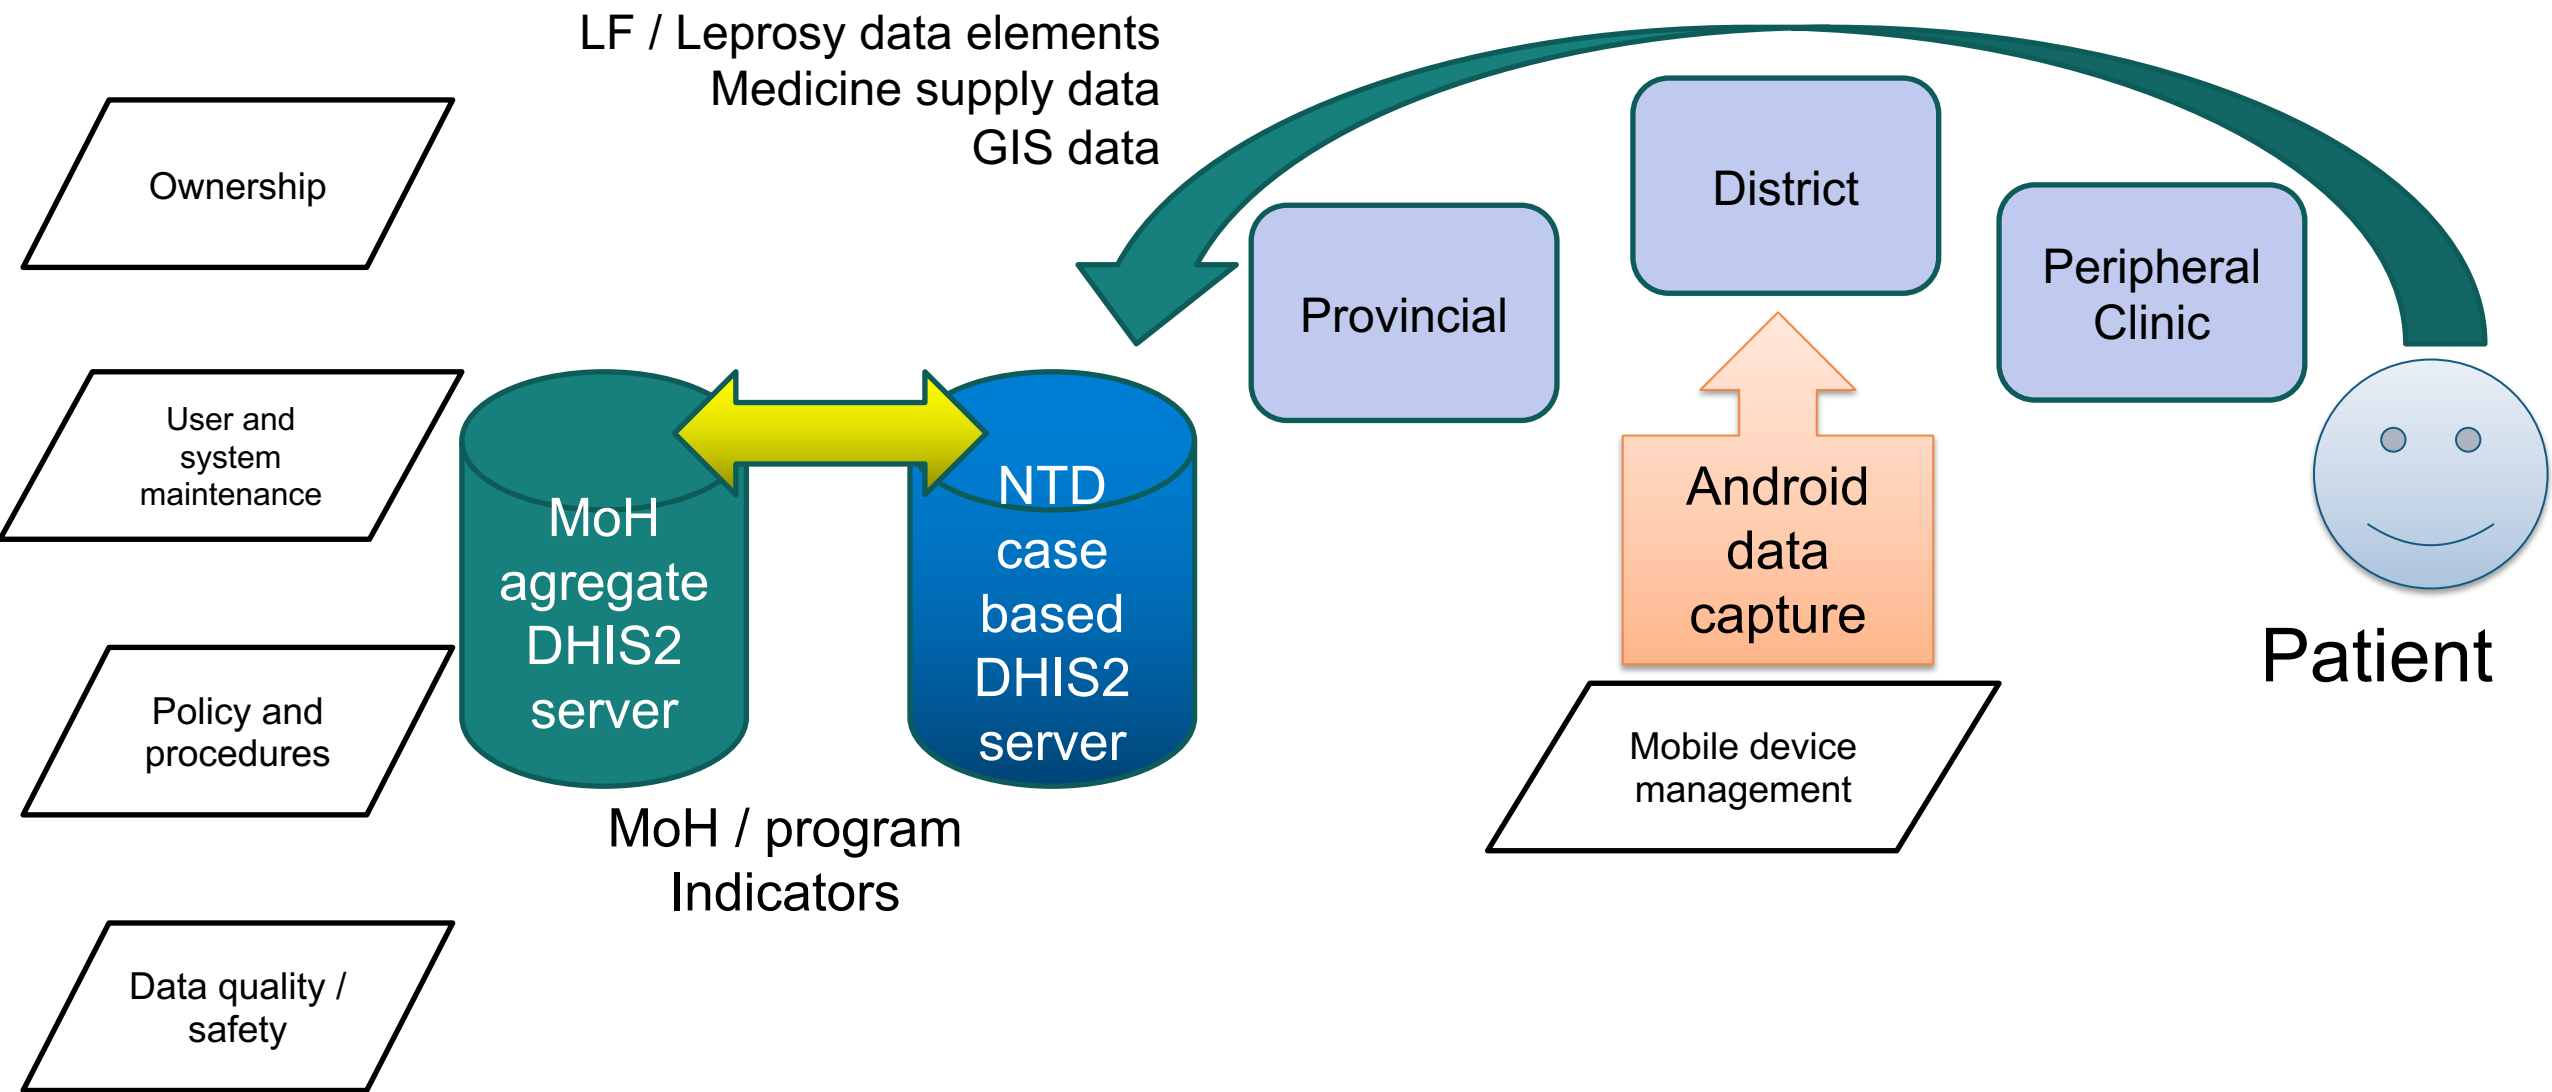 LF / Leprosy data elements
Medicine supply data
GIS data
Ownership
User and
system
maintenance
Policy and
procedures
Data quality /
safety
MoH
agregate
DHIS2
server
NTD
case
based
DHIS2
server
MoH / program
Indicators
Provincial
District
Peripheral
Clinic
Android
data
capture
Mobile device
management
Patient